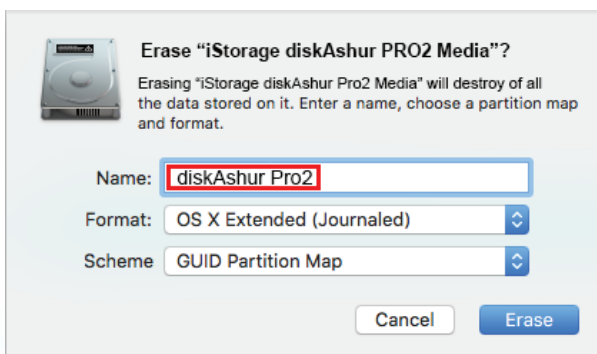 Erase “iStorage diskAshur PRO2 Media”?
Erasing “iStorage diskAshur Pro2 Media” will destroy of all
the data stored on it. Enter a name, choose a partition map
and format.
Name: diskAshur Pro2
Format: OS X Extended (Journaled)
Scheme GUID Partition Map
Cancel Erase